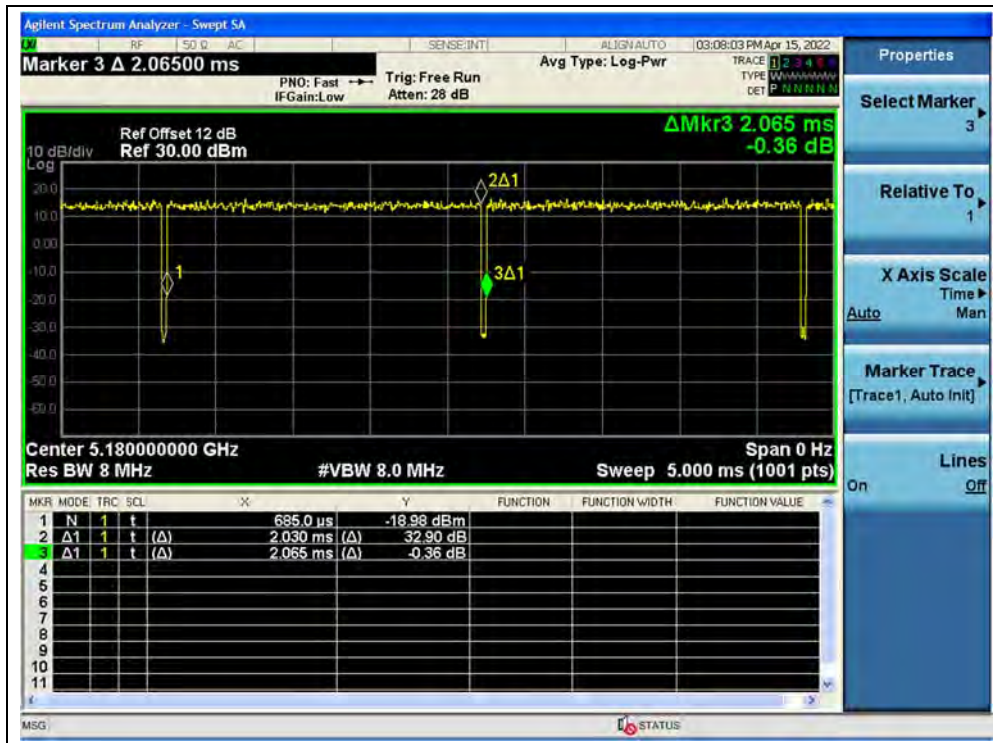 Agilent Spectrum Analyzer - Swept SA
RF 50 Ω AC SENSE:INT ALIGN AUTO 03:08:03 PM Apr 15, 2022
Marker 3 Δ 2.06500 ms
PNO: Fast
IFGain:Low
Trig: Free Run
Atten: 28 dB
Avg Type: Log-Pwr
TRACE 1 2 3 4 5 6
TYPE W
DET P N N N N N
ΔMkr3 2.065 ms
-0.36 dB
Ref Offset 12 dB
Ref 30.00 dBm
10 dB/div
Log
20.0
10.0
0.00
-10.0
-20.0
-30.0
-40.0
-50.0
-60.0
1
2Δ1
3Δ1
Center 5.180000000 GHz
Span 0 Hz
Res BW 8 MHz
#VBW 8.0 MHz
Sweep 5.000 ms (1001 pts)
MKR MODE TRC SCL X Y FUNCTION FUNCTION WIDTH FUNCTION VALUE
1 N 1 t 685.0 µs -18.98 dBm
2 Δ1 1 t (Δ) 2.030 ms (Δ) 32.90 dB
3 Δ1 1 t (Δ) 2.065 ms (Δ) -0.36 dB
4
5
6
7
8
9
10
11
MSG
STATUS
Properties
Select Marker
3
Relative To
1
X Axis Scale
Time
Auto Man
Marker Trace
[Trace1, Auto Init]
Lines
On Off